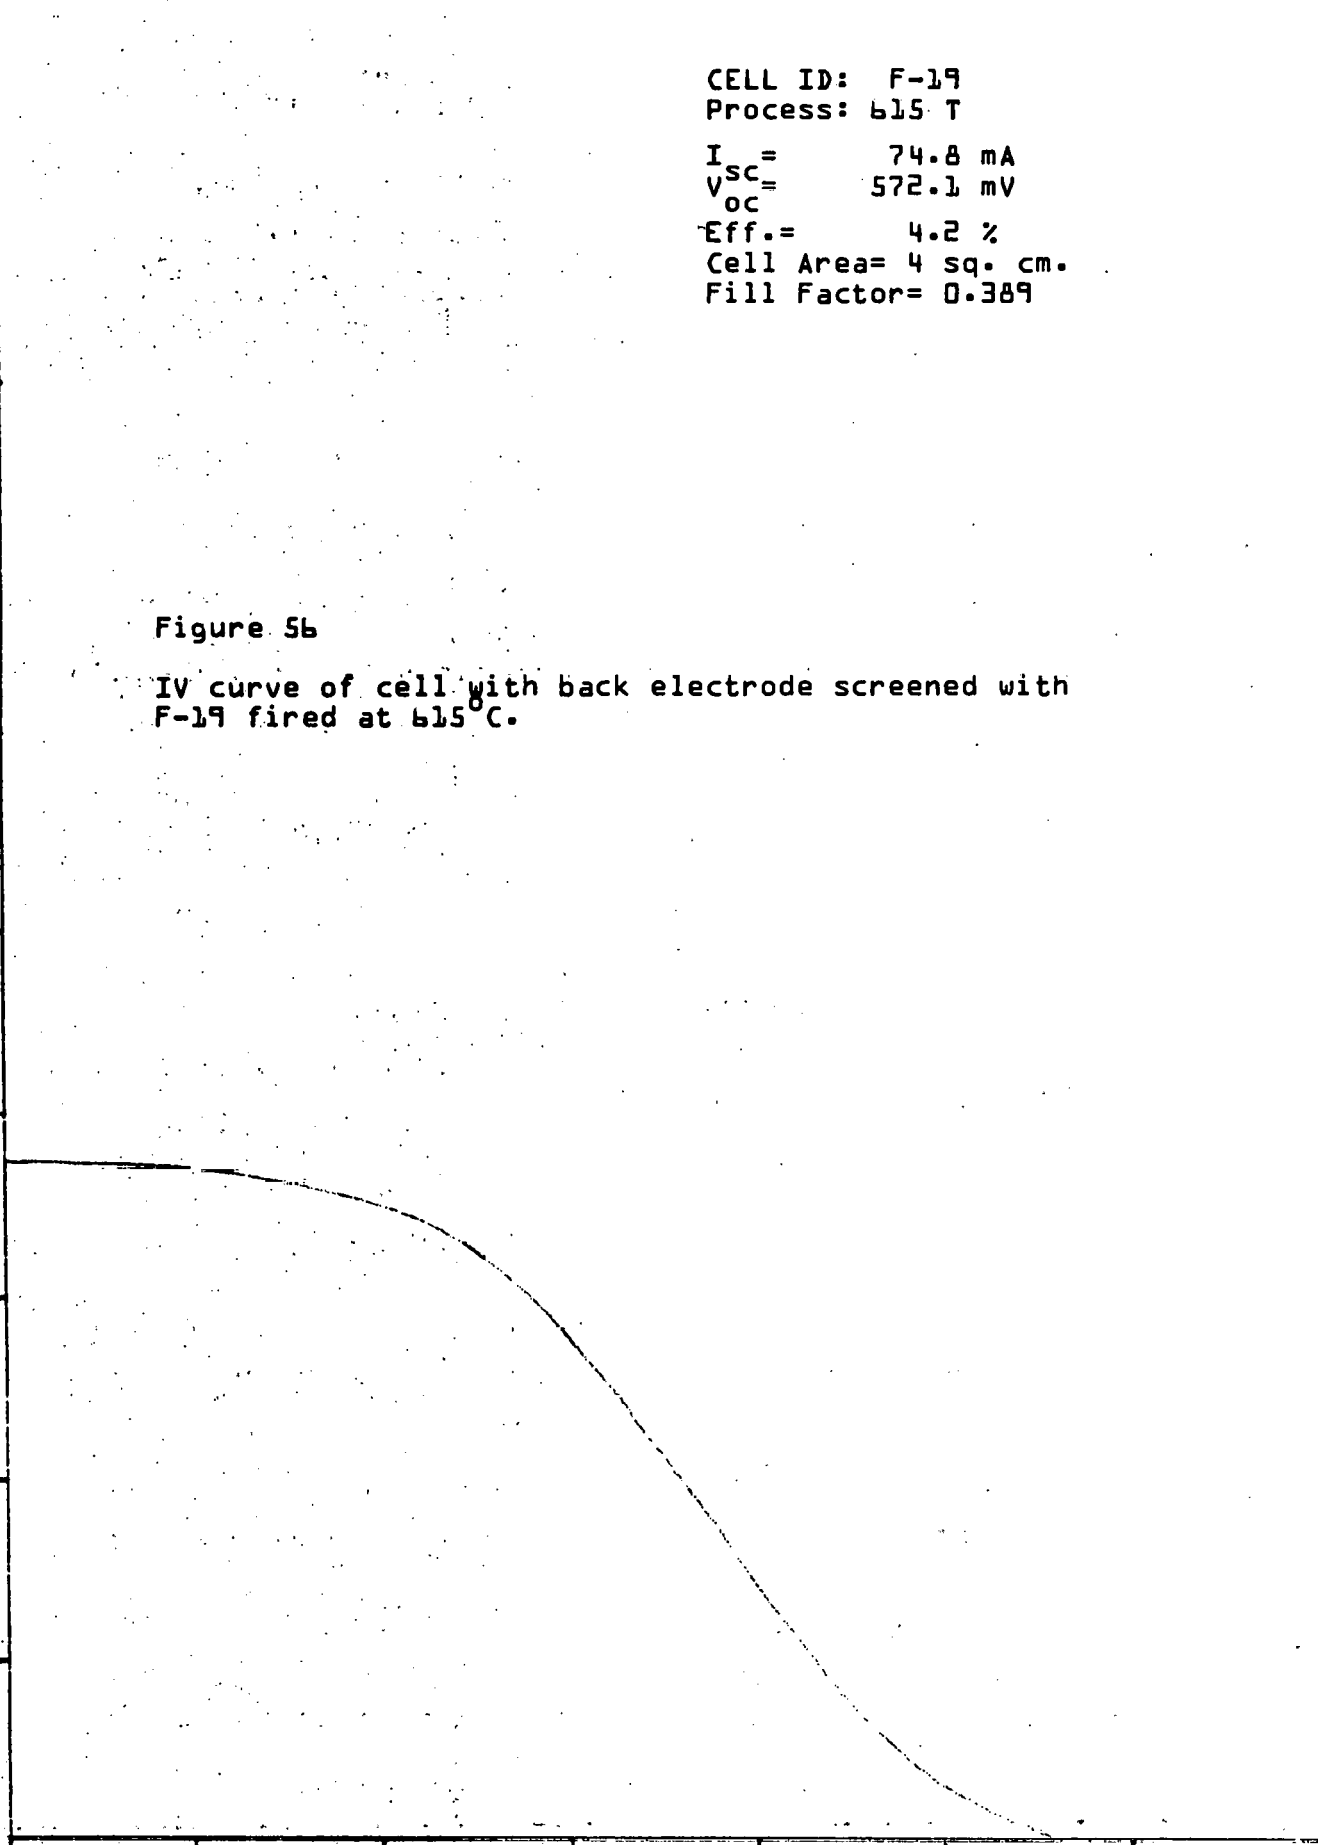 CELL ID: F-19
Process: 615 T
Isc= 74.8 mA
Voc= 572.1 mV
Eff.= 4.2 %
Cell Area= 4 sq. cm.
Fill Factor= 0.389
Figure 56
IV curve of cell with back electrode screened with
F-19 fired at 615°C.